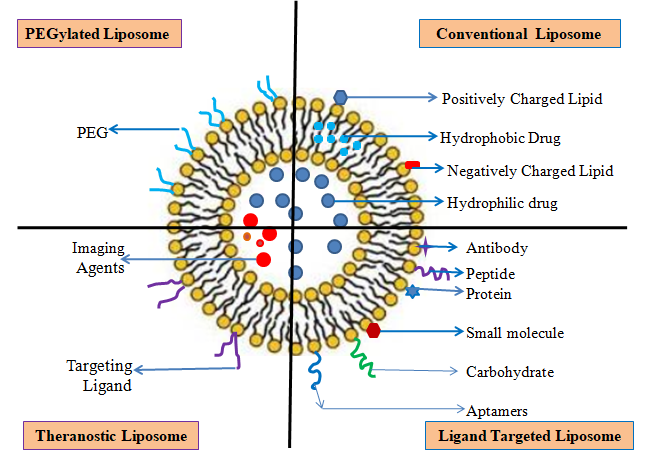 PEGylated Liposome
Conventional Liposome
Positively Charged Lipid
PEG
Hydrophobic Drug
Negatively Charged Lipid
Hydrophilic drug
Imaging
Agents
Antibody
Peptide
Protein
Small molecule
Targeting
Ligand
Carbohydrate
Aptamers
Theranostic Liposome
Ligand Targeted Liposome